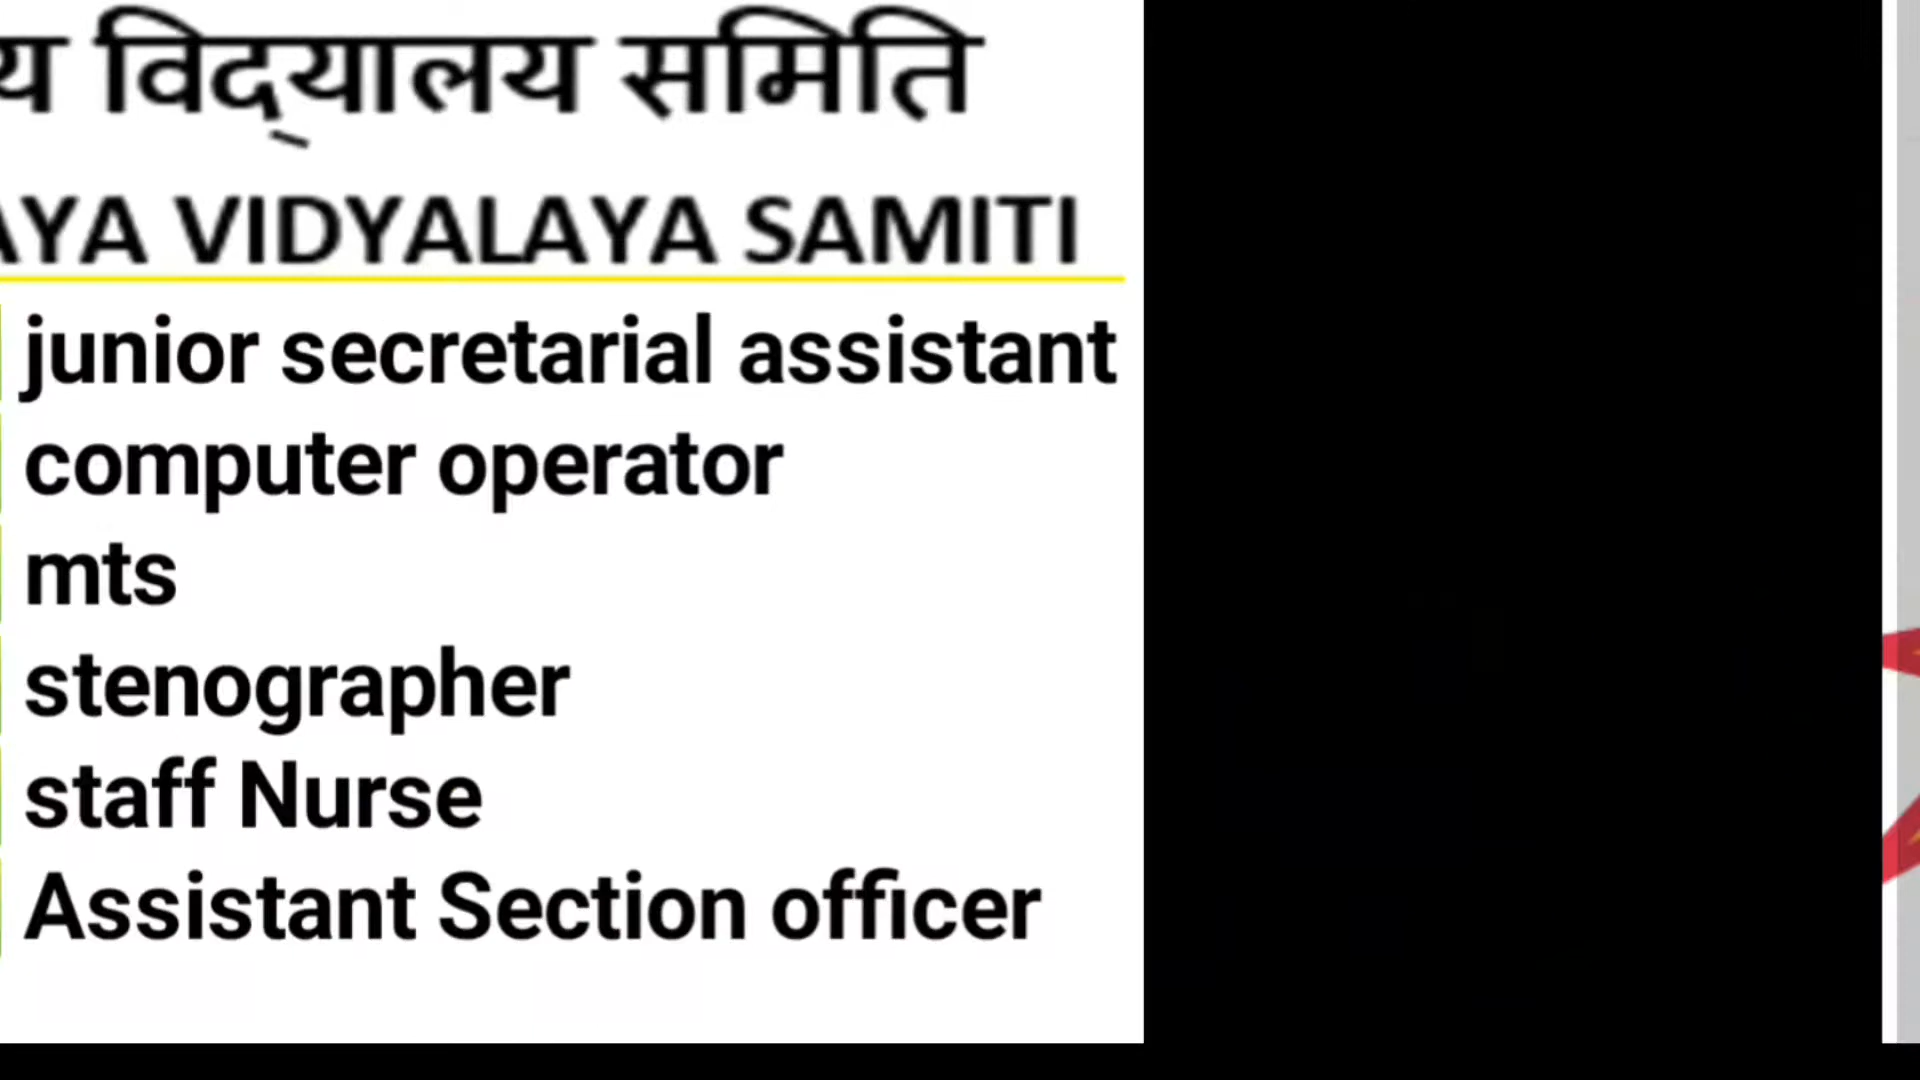 विद्यालय समिति
VIDYALAYA SAMITI
junior secretarial assistant
computer operator
mts
stenographer
staff Nurse
Assistant Section officer